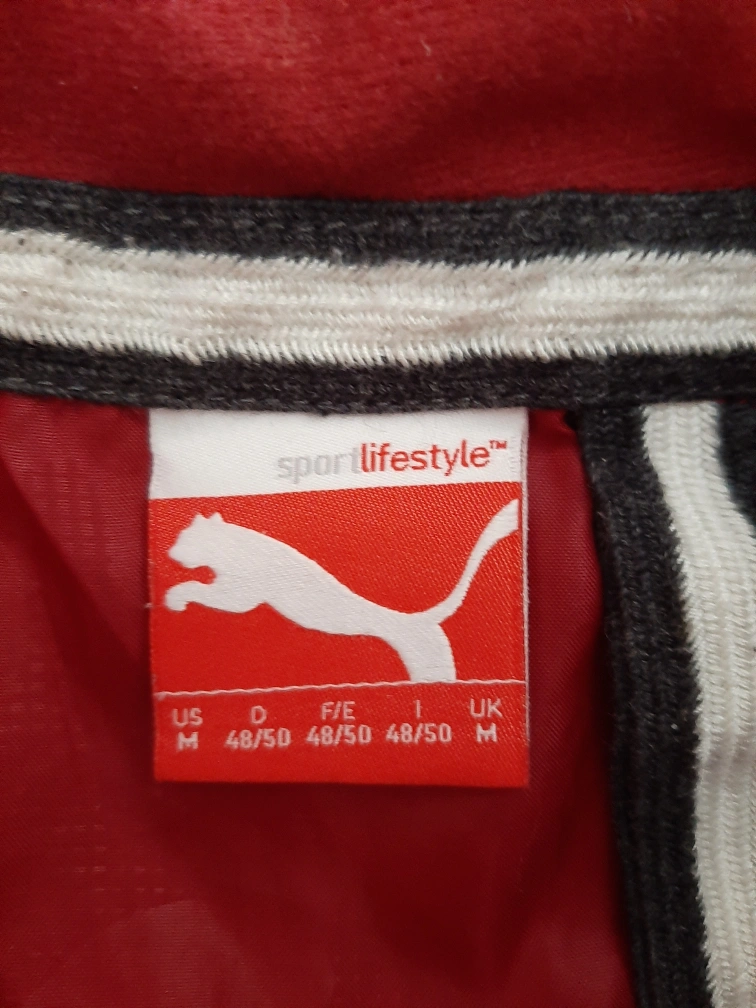 sportlifestyle™
US D F/E I UK
M 48/50 48/50 48/50 M